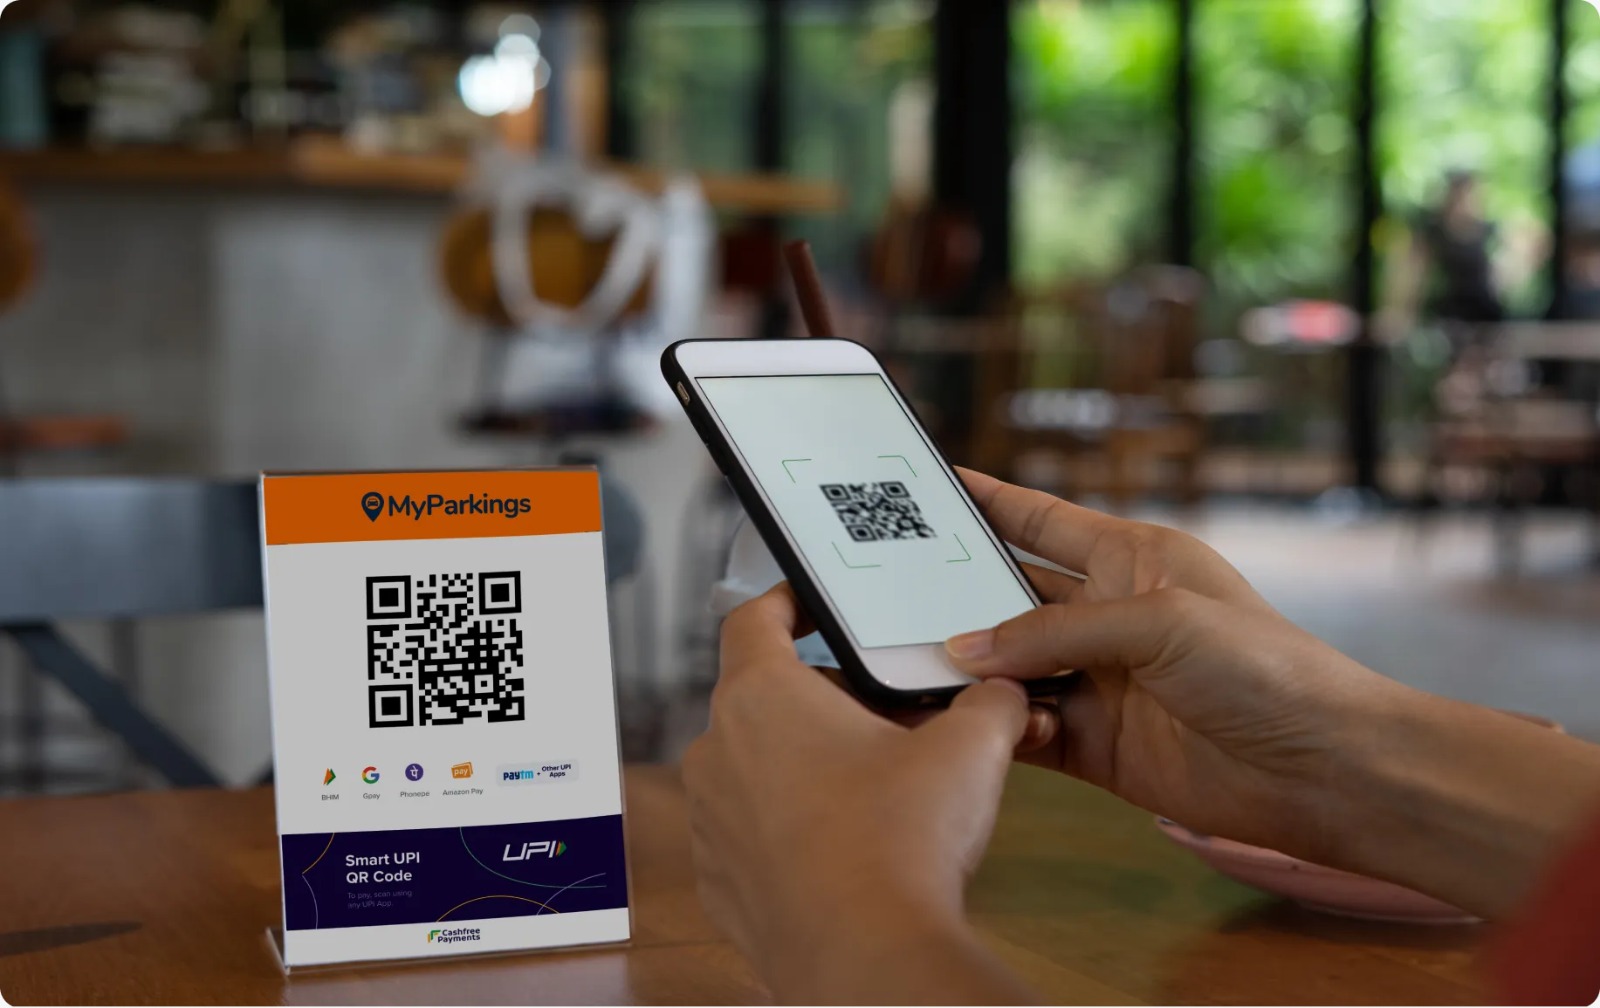 MyParkings
BHIM
Gpay
Phonepe
pay
Amazon Pay
paytm
• Other UPI
Apps
Smart UPI
QR Code
UPI
To pay, scan using
any UPI App.
Cashfree
Payments